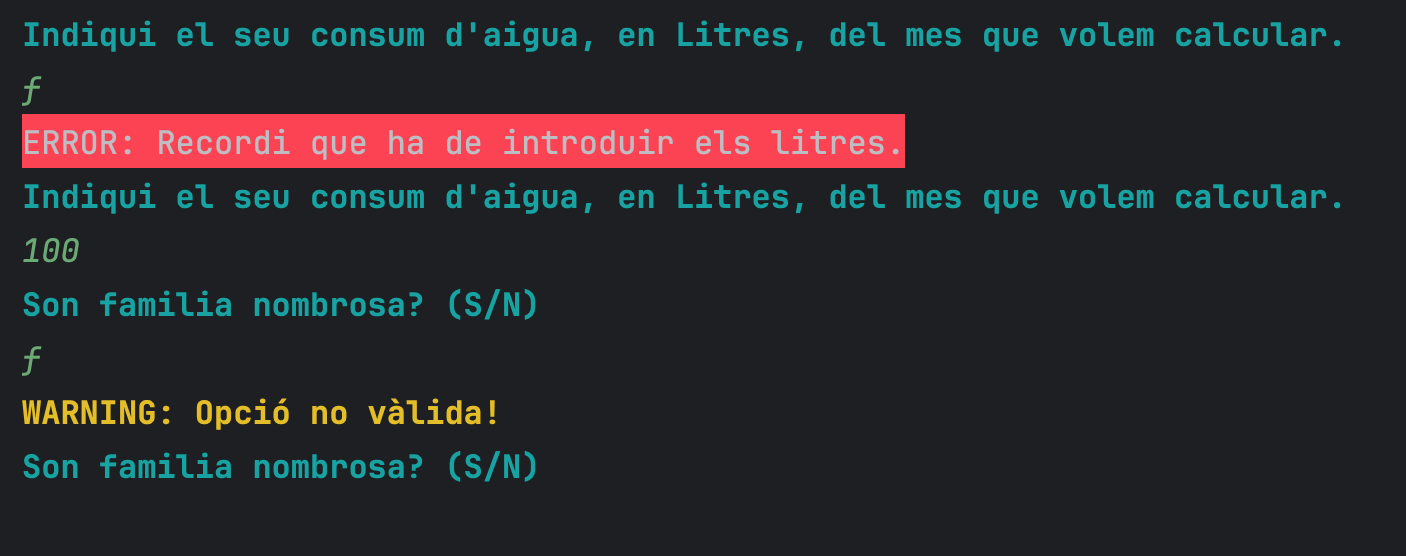 Indiqui el seu consum d'aigua, en Litres, del mes que volem calcular.
f
ERROR: Recordi que ha de introduir els litres.
Indiqui el seu consum d'aigua, en Litres, del mes que volem calcular.
100
Son familia nombrosa? (S/N)
f
WARNING: Opció no vàlida!
Son familia nombrosa? (S/N)